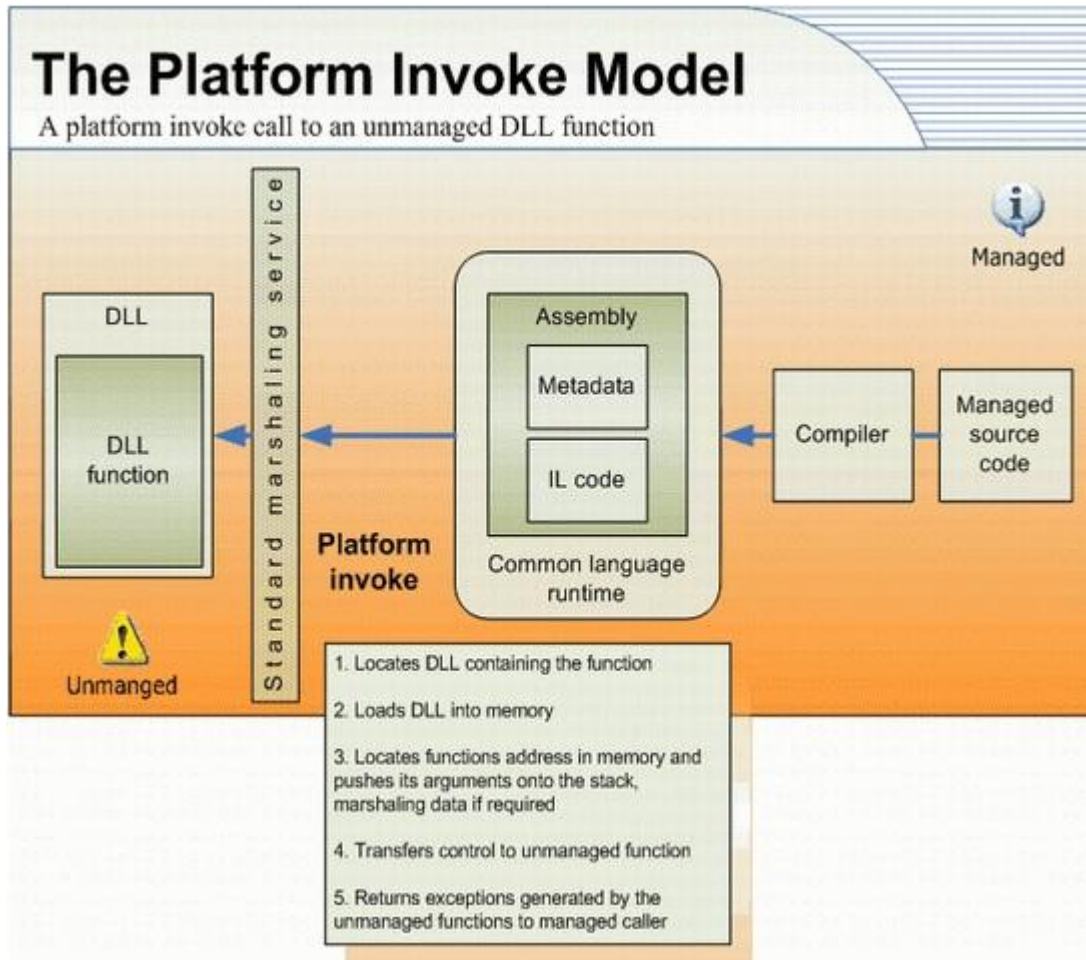 The Platform Invoke Model
A platform invoke call to an unmanaged DLL function
Managed
DLL
DLL
function
Unmanged
Standard marshaling service
Platform
invoke
Assembly
Metadata
IL code
Common language
runtime
Compiler
Managed
source
code
1. Locates DLL containing the function
2. Loads DLL into memory
3. Locates functions address in memory and
pushes its arguments onto the stack,
marshaling data if required
4. Transfers control to unmanaged function
5. Returns exceptions generated by the
unmanaged functions to managed caller